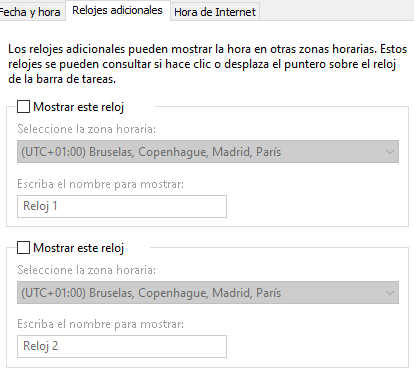 Fecha y hora Relojes adicionales Hora de Internet
Los relojes adicionales pueden mostrar la hora en otras zonas horarias. Estos
relojes se pueden consultar si hace clic o desplaza el puntero sobre el reloj
de la barra de tareas.
Mostrar este reloj
Seleccione la zona horaria:
(UTC+01:00) Bruselas, Copenhague, Madrid, París
Escriba el nombre para mostrar:
Reloj 1
Mostrar este reloj
Seleccione la zona horaria:
(UTC+01:00) Bruselas, Copenhague, Madrid, París
Escriba el nombre para mostrar:
Reloj 2